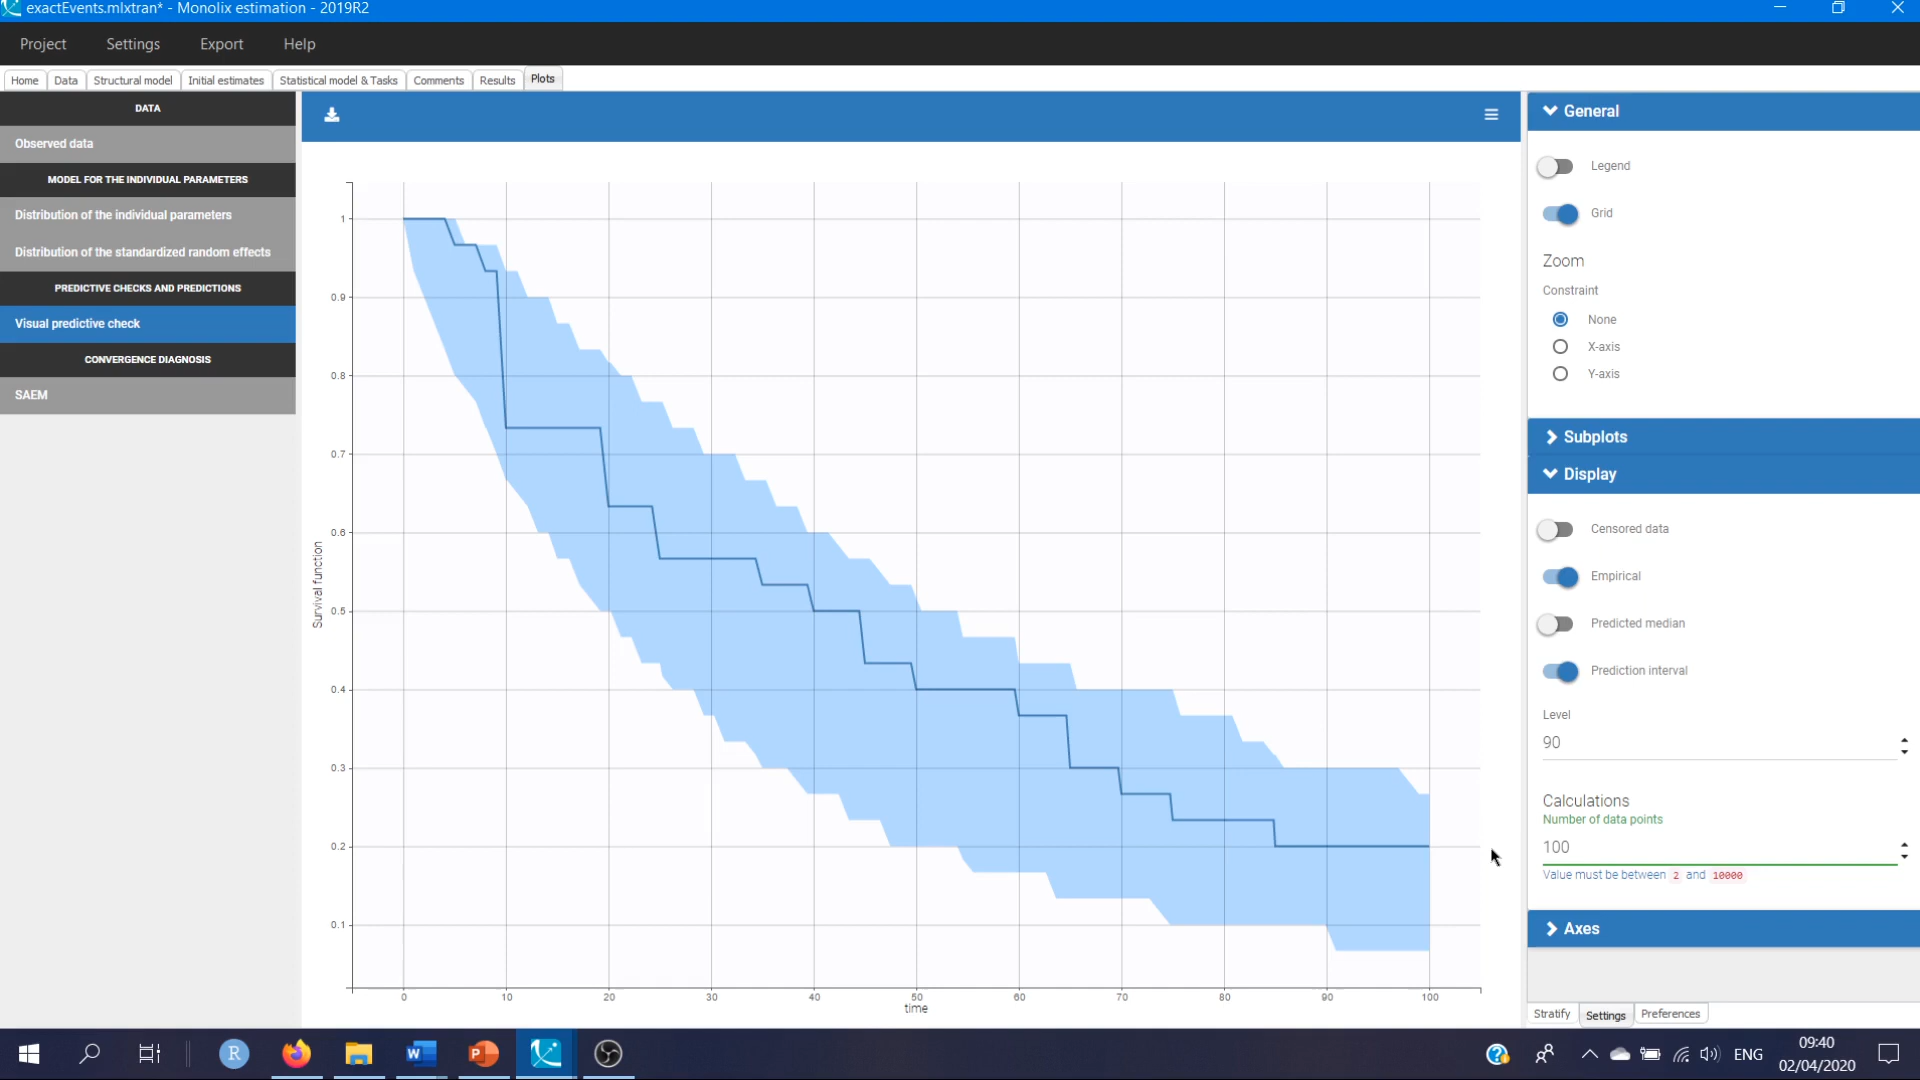 exactEvents.mlxtran* - Monolix estimation - 2019R2
Project Settings Export Help
Home Data Structural model Initial estimates Statistical model & Tasks Comments Results Plots
DATA
Observed data
MODEL FOR THE INDIVIDUAL PARAMETERS
Distribution of the individual parameters
Distribution of the standardized random effects
PREDICTIVE CHECKS AND PREDICTIONS
Visual predictive check
CONVERGENCE DIAGNOSIS
SAEM
Survival function
1
0.9
0.8
0.7
0.6
0.5
0.4
0.3
0.2
0.1
0 10 20 30 40 50 60 70 80 90 100
time
General
Legend
Grid
Zoom
Constraint
None
X-axis
Y-axis
Subplots
Display
Censored data
Empirical
Predicted median
Prediction interval
Level
90
Calculations
Number of data points
100
Value must be between 2 and 10000
Axes
Stratify Settings Preferences
R W P ? ENG
09:40
02/04/2020